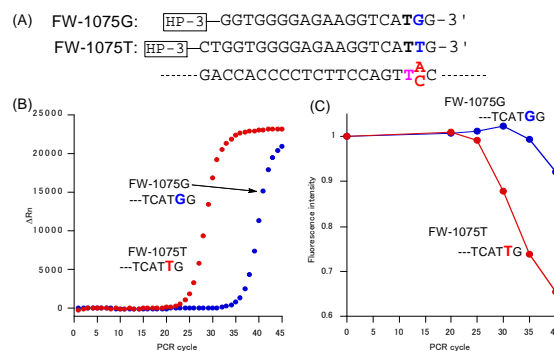 (A)
FW-1075G: HP-3 -GGTGGGGAGAAGGTCATGG-3'
FW-1075T: HP-3 -CTGGTGGGGAGAAGGTCATTG-3'
------GACCACCCCTCTTCCAGTTAC------
C
(B)
ΔRn
25000
20000
15000
10000
5000
0
FW-1075G
---TCATGG
FW-1075T
---TCATTG
0 5 10 15 20 25 30 35 40 45
PCR cycle
(C)
Fluorescence intensity
1
0.9
0.8
0.7
0.6
FW-1075G
---TCATGG
FW-1075T
---TCATTG
0 10 20 30 40
PCR cycle